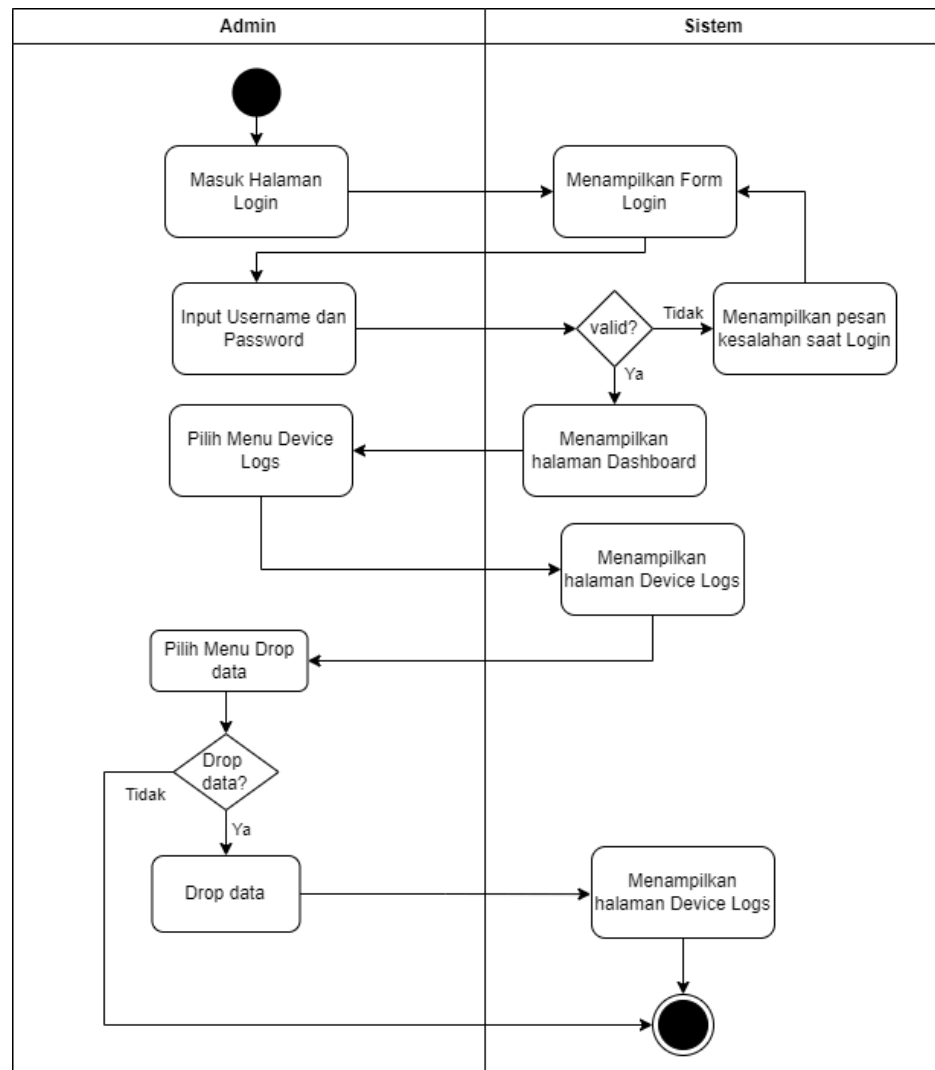 Admin
Sistem
Masuk Halaman
Login
Menampilkan Form
Login
Input Username dan
Password
valid?
Tidak
Menampilkan pesan
kesalahan saat Login
Ya
Pilih Menu Device
Logs
Menampilkan
halaman Dashboard
Menampilkan
halaman Device Logs
Pilih Menu Drop
data
Drop
data?
Tidak
Ya
Drop data
Menampilkan
halaman Device Logs